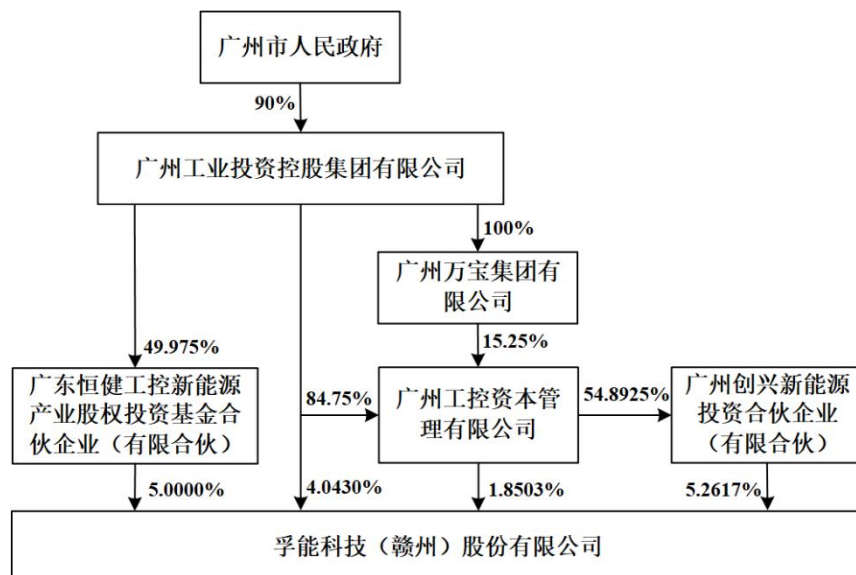 广州市人民政府
90%
广州工业投资控股集团有限公司
100%
广州万宝集团有
限公司
49.975%
15.25%
广东恒健工控新能源
产业股权投资基金合
伙企业（有限合伙）
84.75%
广州工控资本管
理有限公司
54.8925%
广州创兴新能源
投资合伙企业
（有限合伙）
5.0000%
4.0430%
1.8503%
5.2617%
孚能科技（赣州）股份有限公司